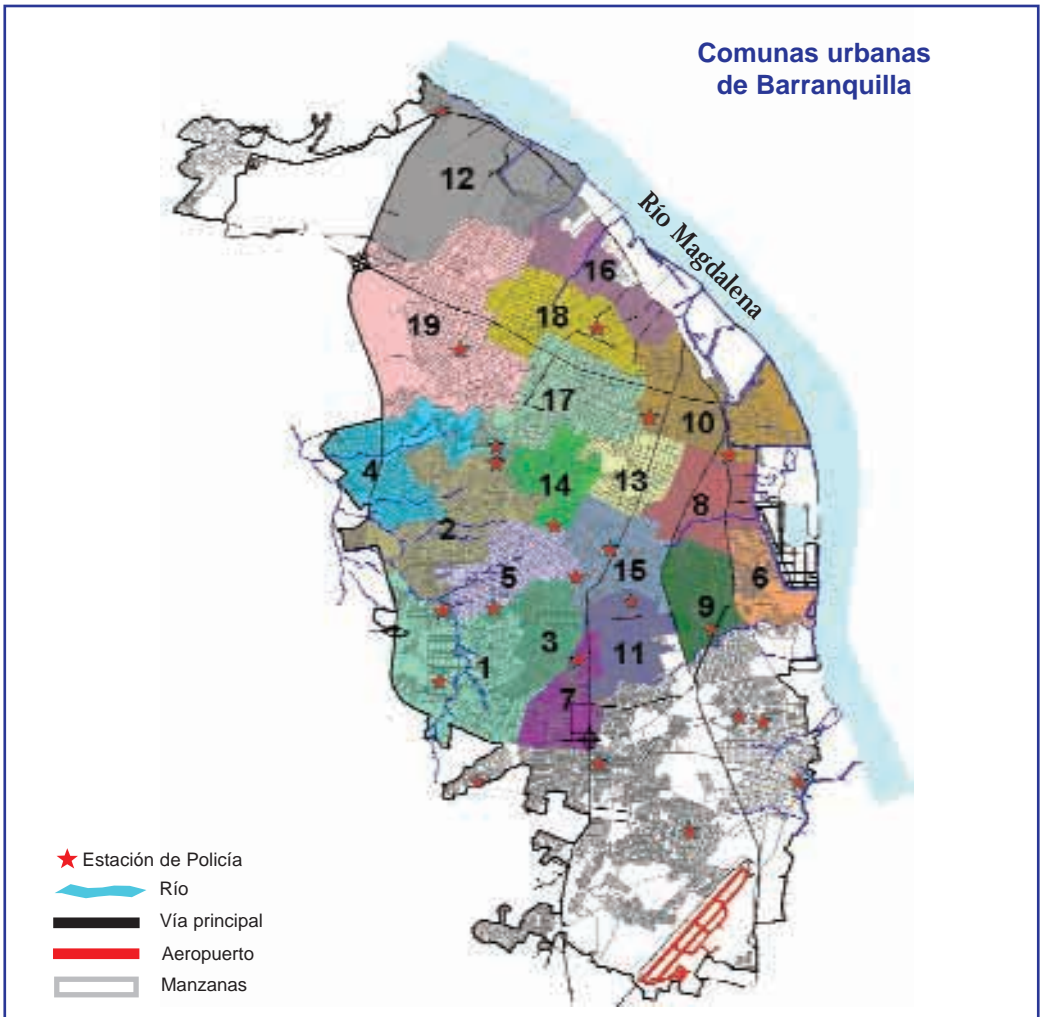 Comunas urbanas
de Barranquilla
Río Magdalena
12
16
18
19
17
10
4
14
13
8
2
5
15
6
9
3
1
11
7
Estación de Policía
Río
Vía principal
Aeropuerto
Manzanas